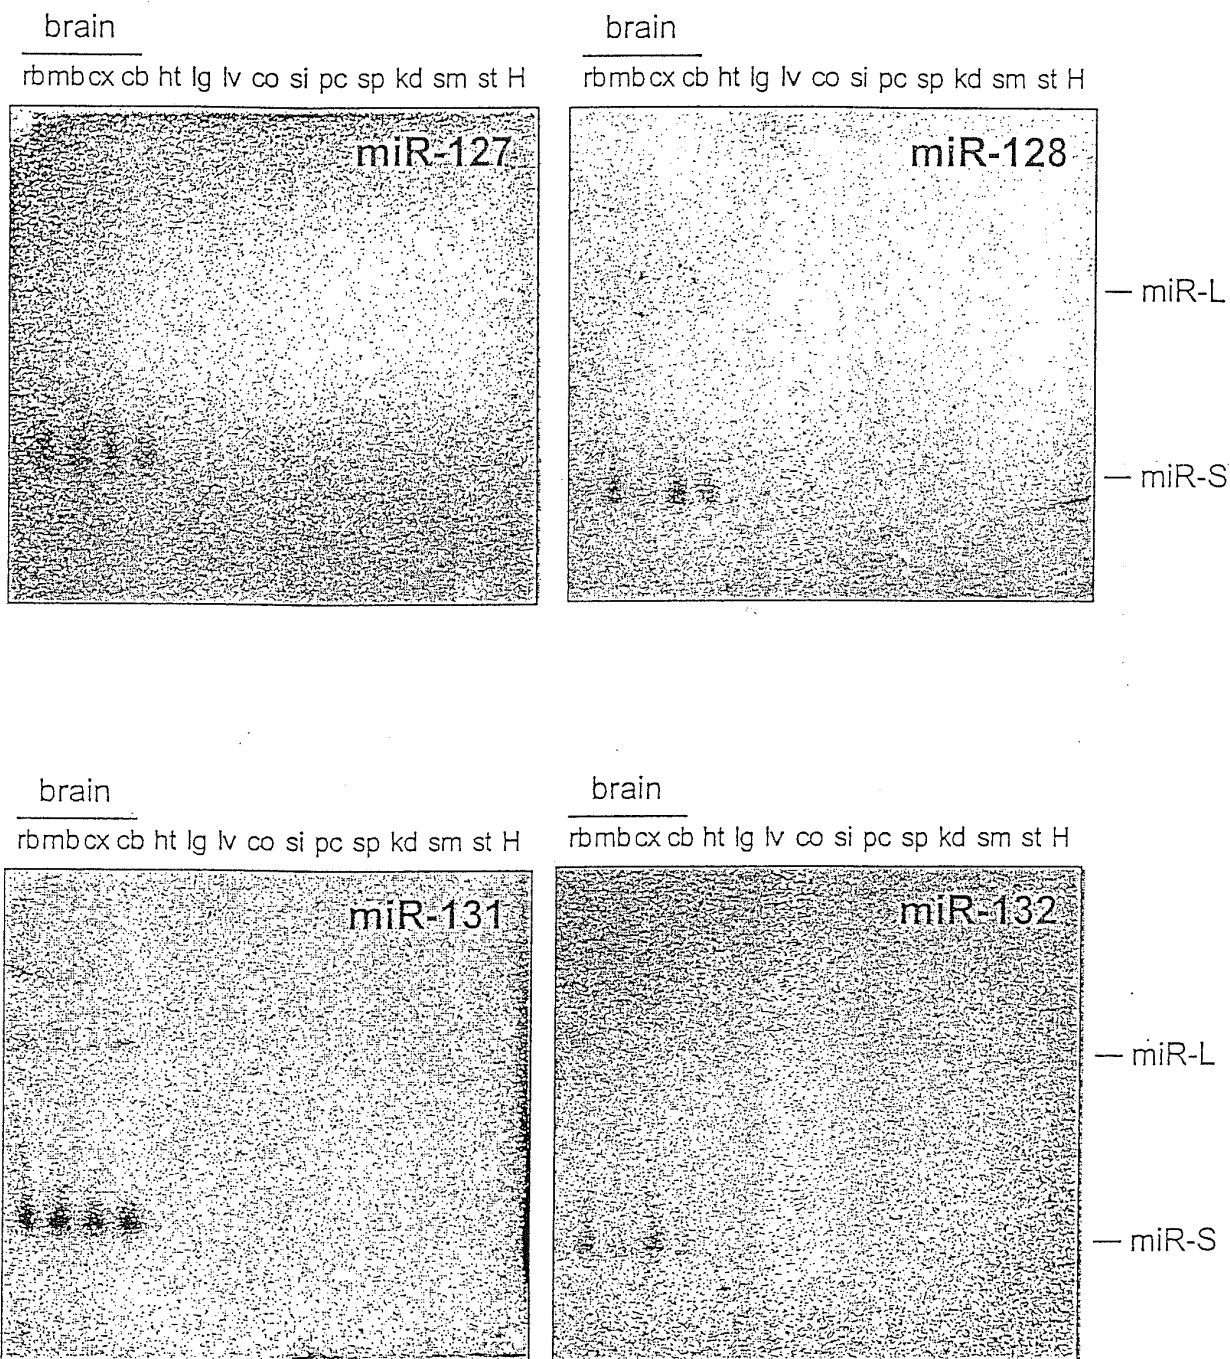 brain
rb mb cx cb ht lg lv co si pc sp kd sm st H
miR-127
brain
rb mb cx cb ht lg lv co si pc sp kd sm st H
miR-128
— miR-L
— miR-S
brain
rb mb cx cb ht lg lv co si pc sp kd sm st H
miR-131
brain
rb mb cx cb ht lg lv co si pc sp kd sm st H
miR-132
— miR-L
— miR-S